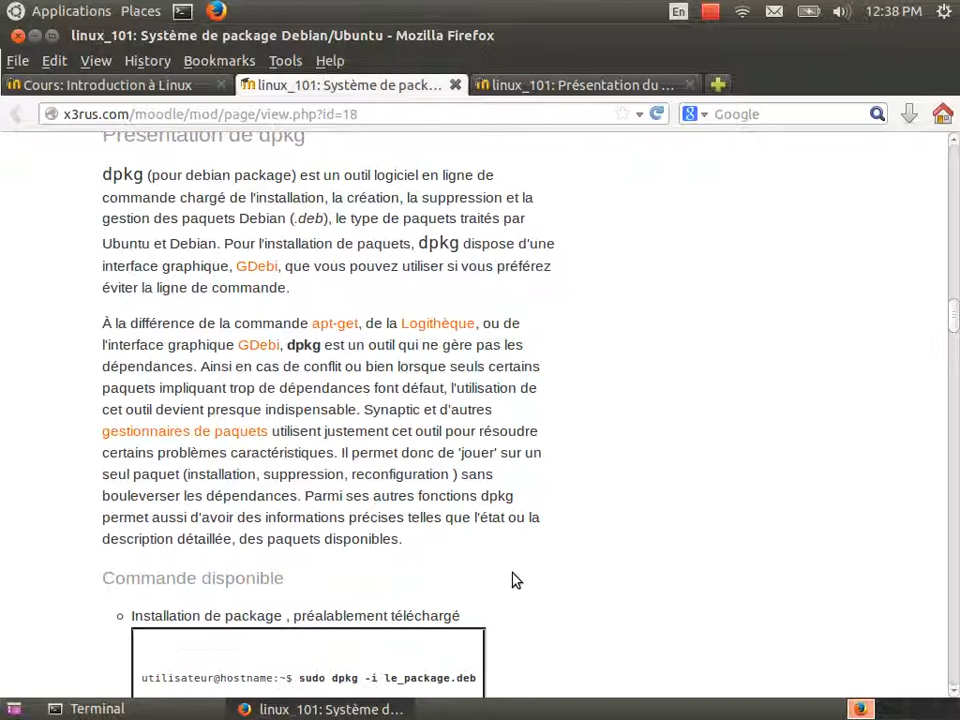 Applications Places En 12:38 PM
linux_101: Système de package Debian/Ubuntu - Mozilla Firefox
File Edit View History Bookmarks Tools Help
Cours: Introduction à Linux linux_101: Système de pack... linux_101: Présentation du ...
x3rus.com/moodle/mod/page/view.php?id=18 Google
Présentation de dpkg
dpkg (pour debian package) est un outil logiciel en ligne de
commande chargé de l'installation, la création, la suppression et la
gestion des paquets Debian (.deb), le type de paquets traités par
Ubuntu et Debian. Pour l'installation de paquets, dpkg dispose d'une
interface graphique, GDebi, que vous pouvez utiliser si vous préférez
éviter la ligne de commande.
À la différence de la commande apt-get, de la Logithèque, ou de
l'interface graphique GDebi, dpkg est un outil qui ne gère pas les
dépendances. Ainsi en cas de conflit ou bien lorsque seuls certains
paquets impliquant trop de dépendances font défaut, l'utilisation de
cet outil devient presque indispensable. Synaptic et d'autres
gestionnaires de paquets utilisent justement cet outil pour résoudre
certains problèmes caractéristiques. Il permet donc de 'jouer' sur un
seul paquet (installation, suppression, reconfiguration ) sans
bouleverser les dépendances. Parmi ses autres fonctions dpkg
permet aussi d'avoir des informations précises telles que l'état ou la
description détaillée, des paquets disponibles.
Commande disponible
Installation de package , préalablement téléchargé
utilisateur@hostname:~$ sudo dpkg -i le_package.deb
Terminal linux_101: Système d...